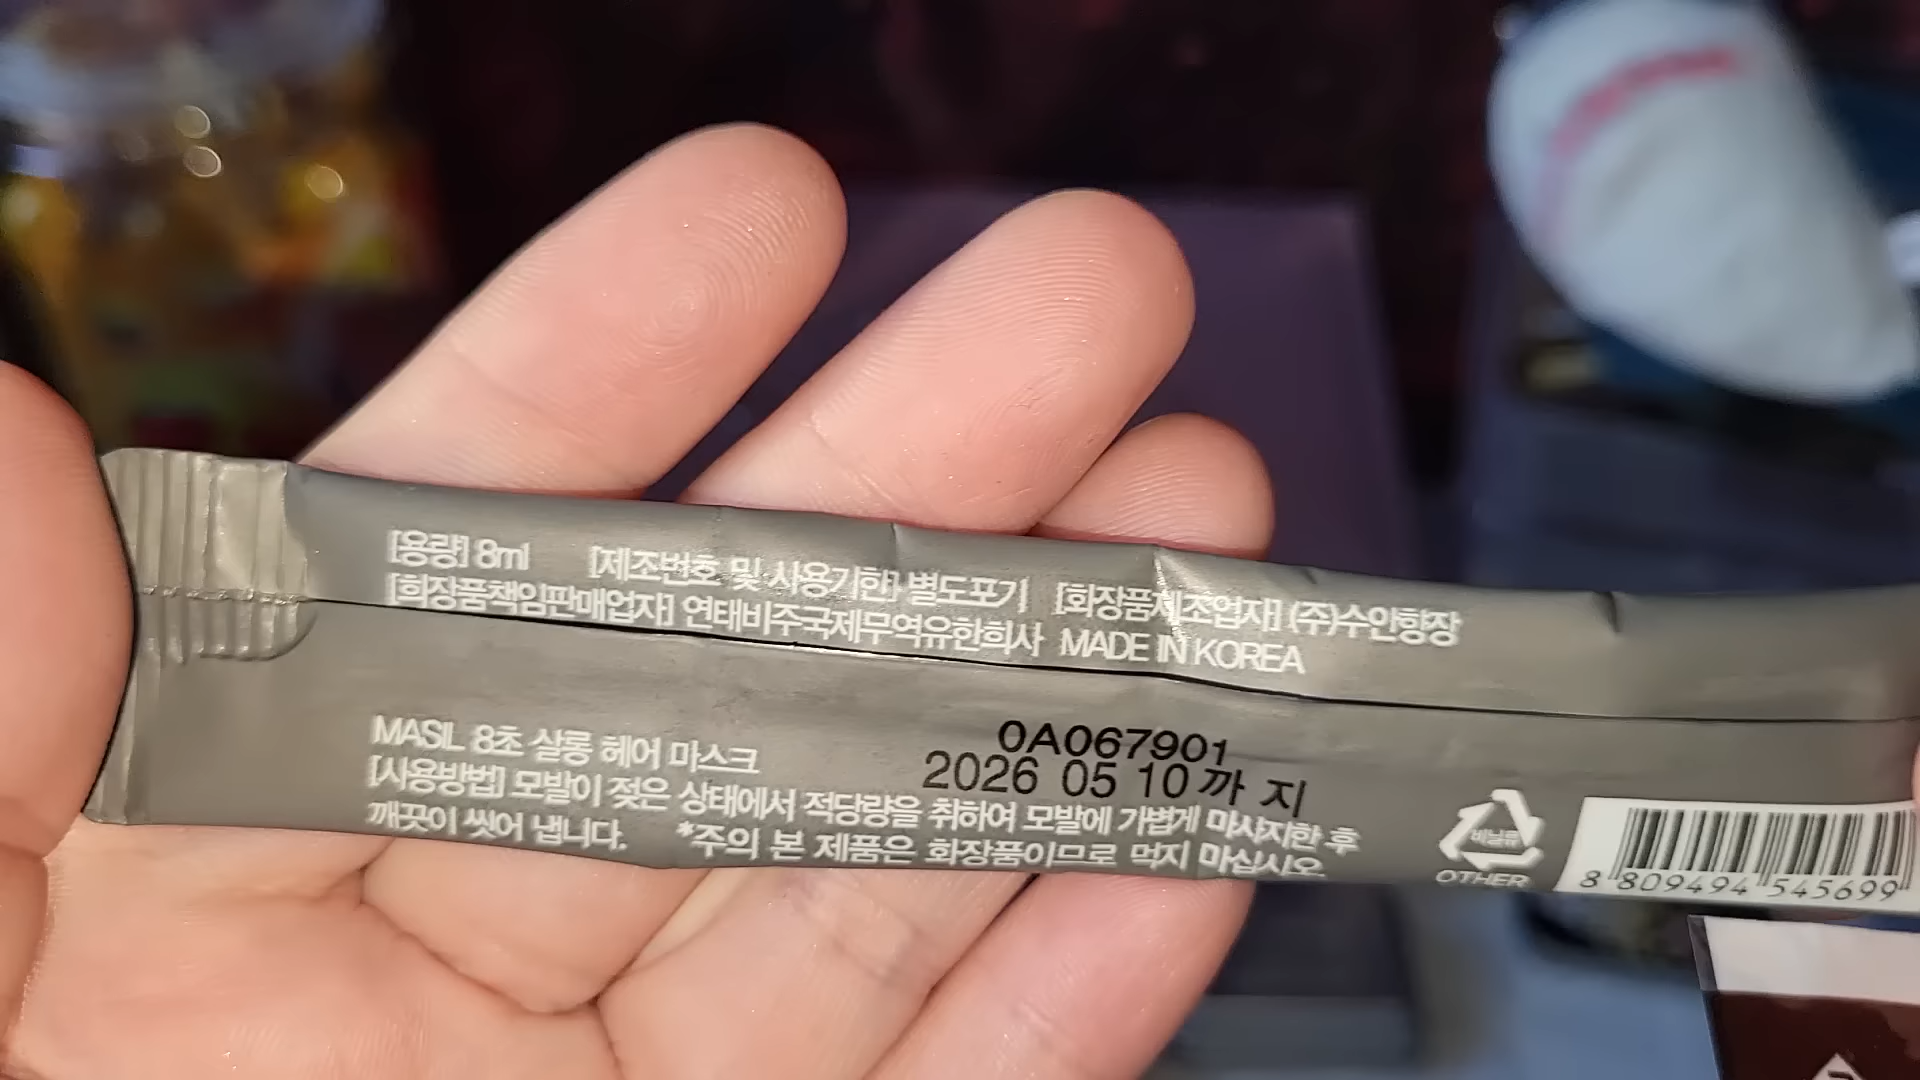 [용량] 8ml [제조번호 및 사용기한] 별도포기 [화장품제조업자] (주)수안향장
[화장품책임판매업자] 연태비주국제무역유한회사 MADE IN KOREA
MASIL 8초 살롱 헤어 마스크
0A067901
2026 05 10 까 지
[사용방법] 모발이 젖은 상태에서 적당량을 취하여 모발에 가볍게 마사지한 후
깨끗이 씻어 냅니다. *주의 본 제품은 화장품이므로 먹지 마십시오.
비닐류
OTHER
8 809494 545699